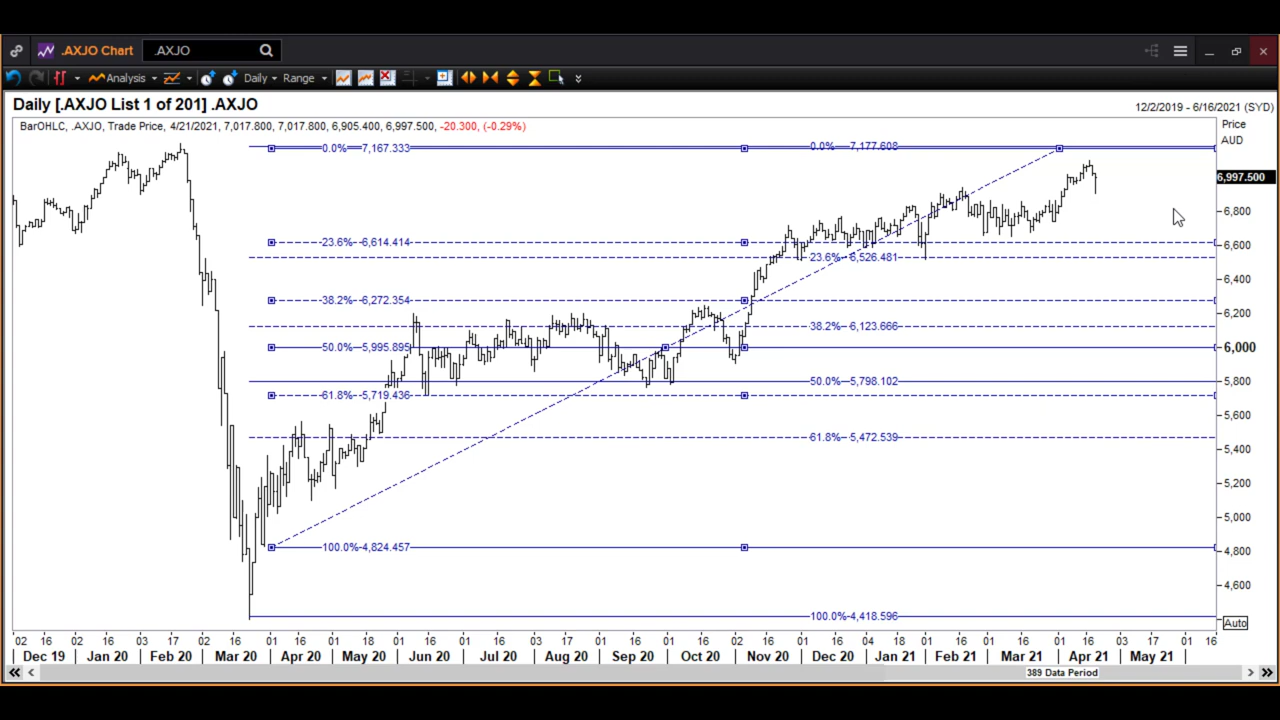 .AXJO Chart .AXJO
Analysis Daily Range
Daily [.AXJO List 1 of 201] .AXJO
12/2/2019 - 6/16/2021 (SYD)
BarOHLC, .AXJO, Trade Price, 4/21/2021, 7,017.800, 7,017.800, 6,905.400, 6,997.500, -20.300, (-0.29%)
Price
AUD
0.0%-7,167.333
0.0%-7,177.608
6,997.500
6,800
23.6%-6,614.414
6,600
23.6%-6,526.481
6,400
38.2%-6,272.354
6,200
38.2%-6,123.666
50.0%-5,995.895
6,000
50.0%-5,798.102
5,800
61.8%-5,719.436
5,600
61.8%-5,472.539
5,400
5,200
5,000
100.0%-4,824.457
4,800
4,600
100.0%-4,418.596
Auto
02 16 02 16 03 17 02 16 01 16 01 18 01 16 01 16 03 17 01 16 01 16 02 16 01 16 04 18 01 16 01 16 01 16 03 17 01 16
Dec 19 Jan 20 Feb 20 Mar 20 Apr 20 May 20 Jun 20 Jul 20 Aug 20 Sep 20 Oct 20 Nov 20 Dec 20 Jan 21 Feb 21 Mar 21 Apr 21 May 21
389 Data Period